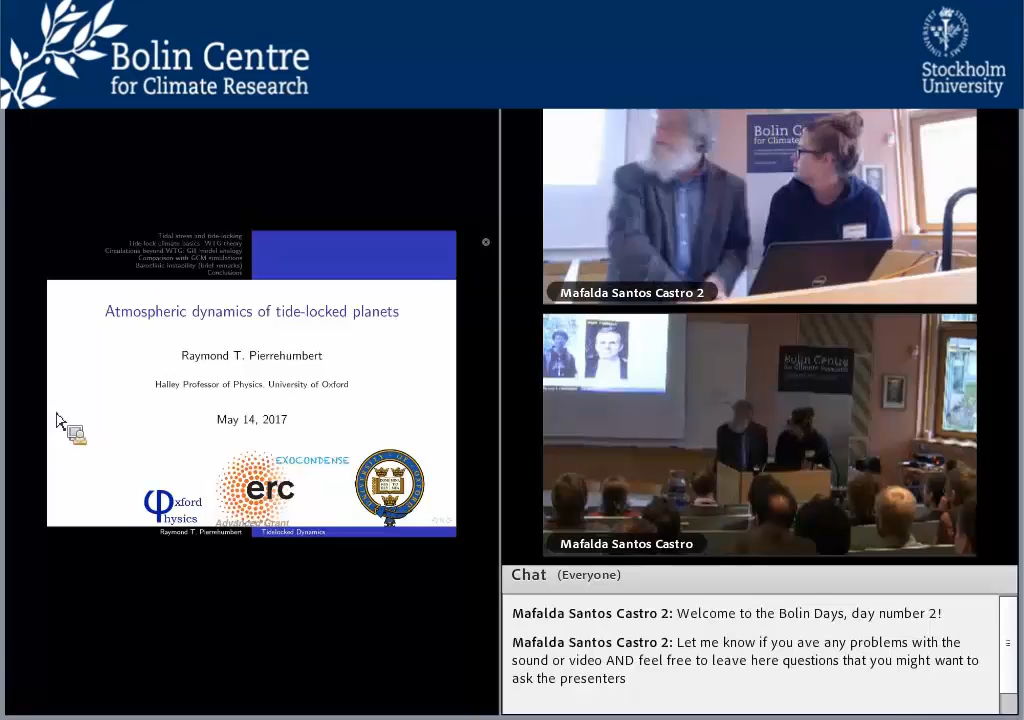 Bolin Centre
for Climate Research
Stockholm
University
Tidal stress and tide-locking
Tide-lock climate basics: WTG theory
Circulations beyond WTG: Gill model analogy
Comparison with GCM simulations
Baroclinic instability (brief remarks)
Conclusions
Atmospheric dynamics of tide-locked planets
Raymond T. Pierrehumbert
Halley Professor of Physics, University of Oxford
May 14, 2017
EXOCONDENSE
erc
Advanced Grant
Oxford
Physics
Raymond T. Pierrehumbert
Tidelocked Dynamics
Bolin C
for Climate
Mafalda Santos Castro 2
Bolin Centre
for Climate Research
Mafalda Santos Castro
Chat (Everyone)
Mafalda Santos Castro 2: Welcome to the Bolin Days, day number 2!
Mafalda Santos Castro 2: Let me know if you ave any problems with the
sound or video AND feel free to leave here questions that you might want to
ask the presenters